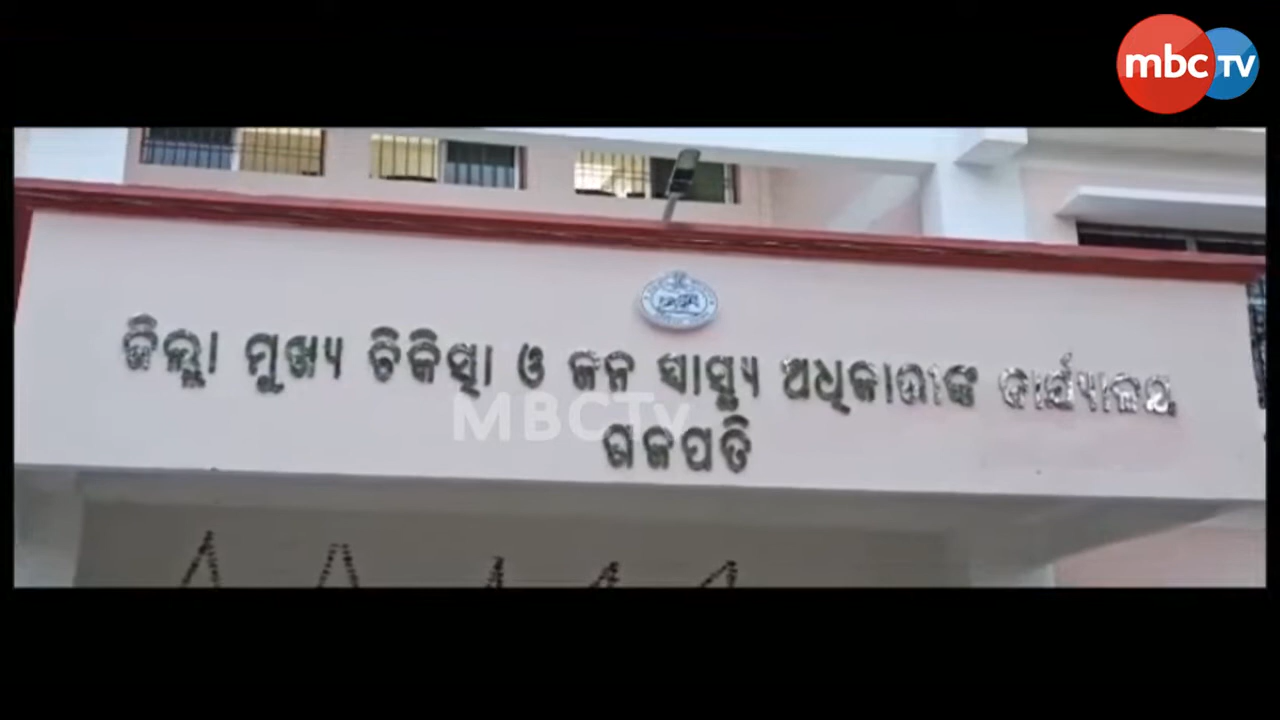 mbc TV
ଜିଲ୍ଲା ମୁଖ୍ୟ ଚିକିତ୍ସା ଓ ଜନ ସ୍ୱାସ୍ଥ୍ୟ ଅଧିକାରୀଙ୍କ କାର୍ଯ୍ୟାଳୟ
MBCTv
ଗଜପତି